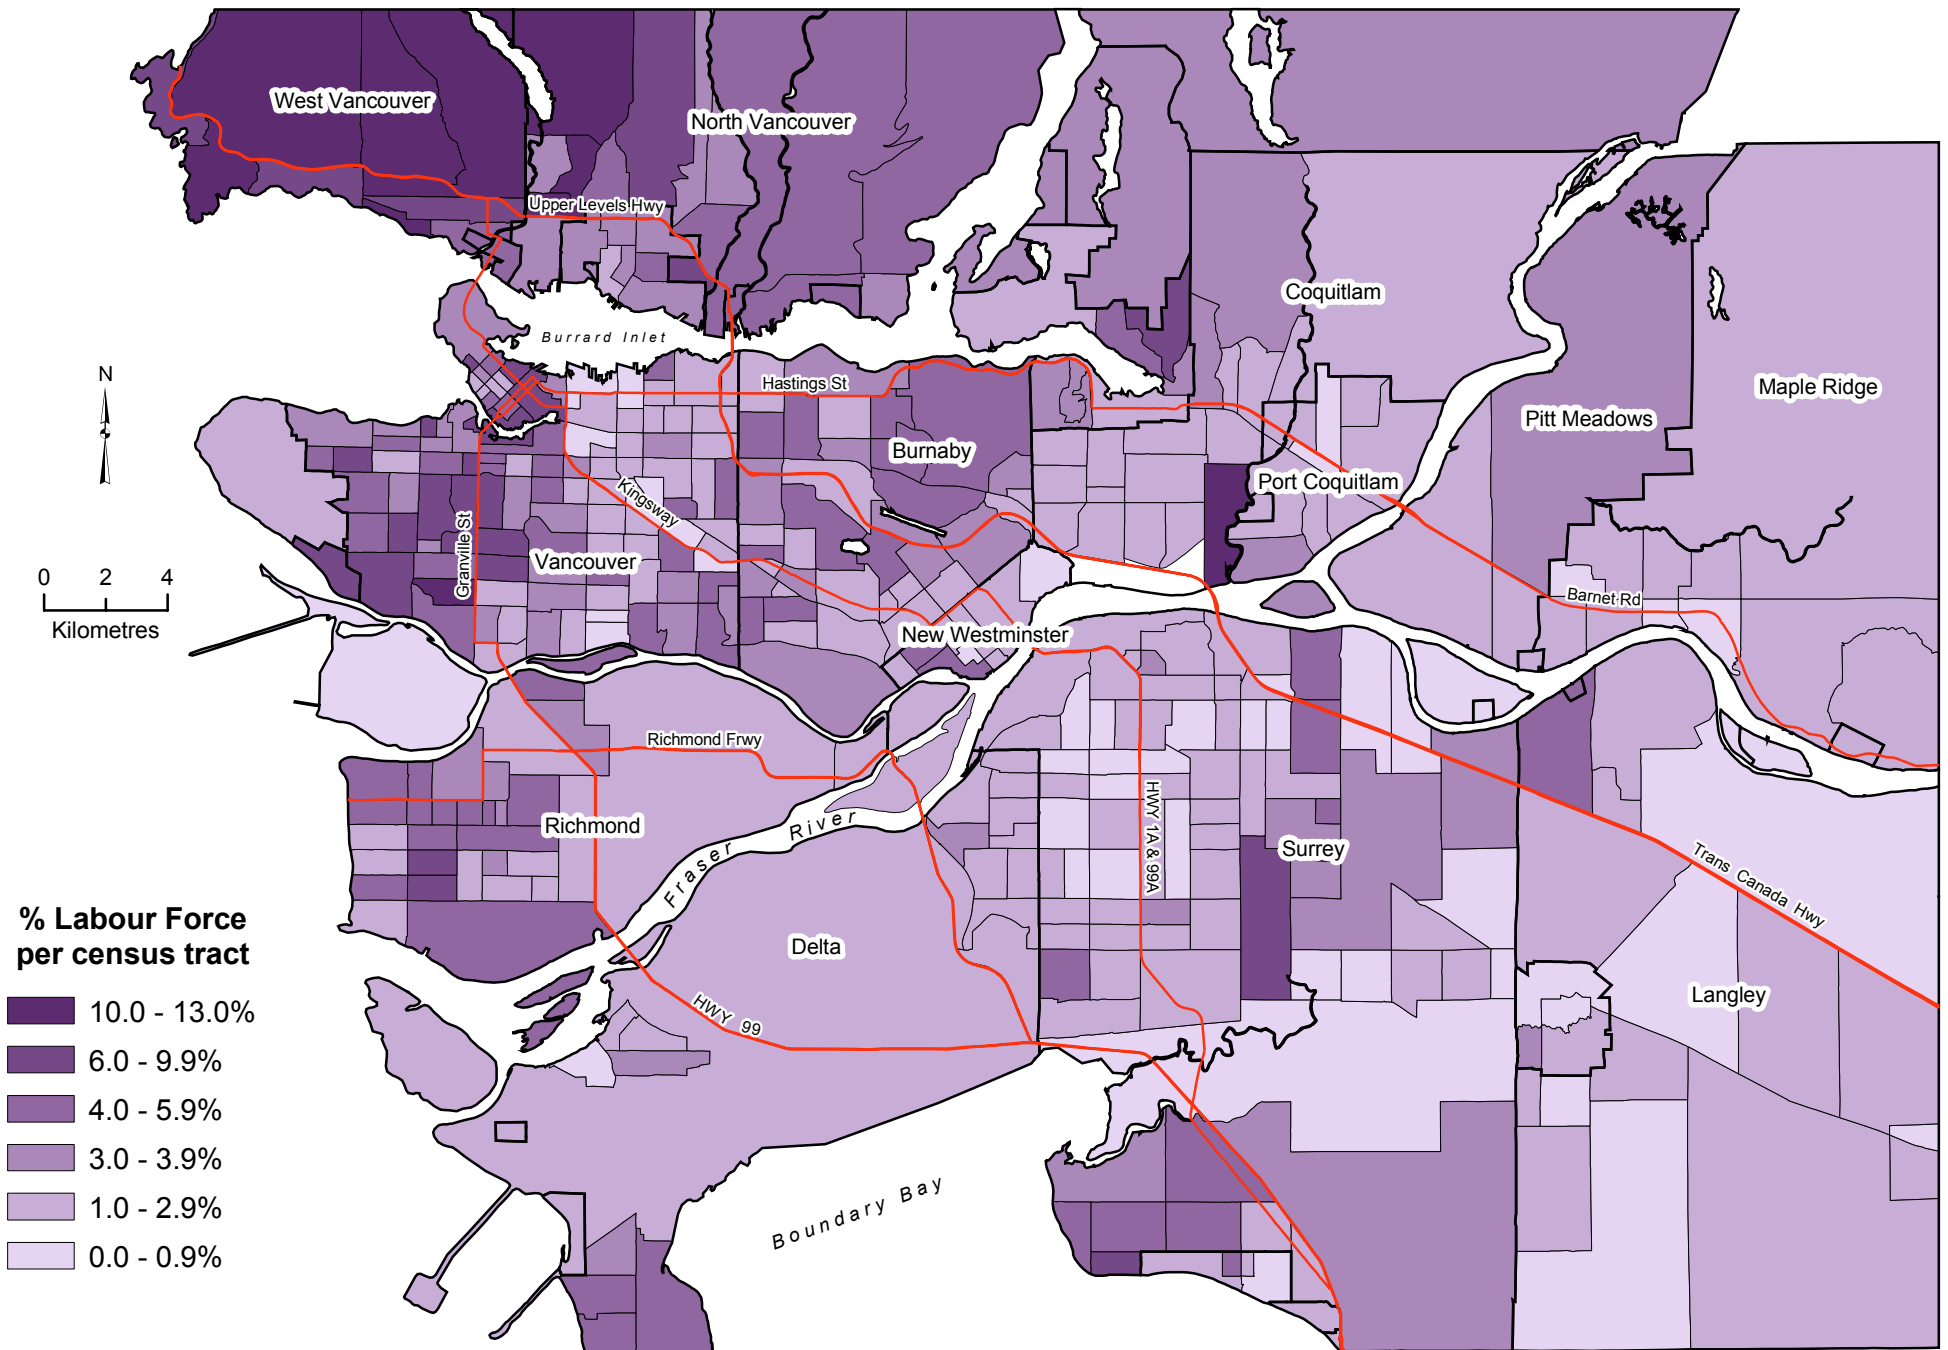 West Vancouver
North Vancouver
Upper Levels Hwy
Coquitlam
Burrard Inlet
N
Hastings St
Maple Ridge
Pitt Meadows
Burnaby
Port Coquitlam
Kingsway
Granville St
Vancouver
0 2 4
Kilometres
Barnet Rd
New Westminster
Richmond Frwy
HWY 1A & 99A
Richmond
Fraser River
Surrey
Trans Canada Hwy
% Labour Force
per census tract
Delta
Langley
HWY 99
10.0 - 13.0%
6.0 - 9.9%
4.0 - 5.9%
3.0 - 3.9%
1.0 - 2.9%
0.0 - 0.9%
Boundary Bay